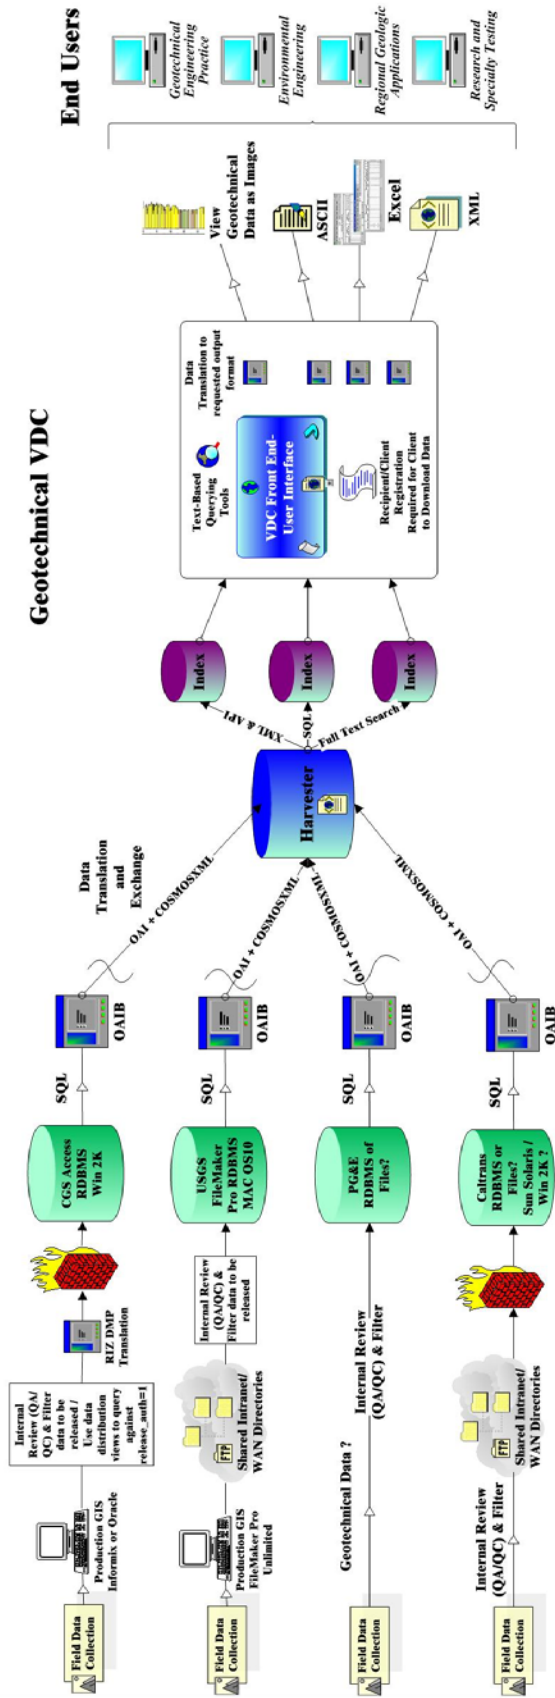 Geotechnical VDC
End Users
Field Data
Collection
Production GIS
Informix or Oracle
Internal
Review (QA/
QC) & Filter
data to be
released /
Use data
distribution
views to query
against
release_auth=1
RIZ DMP
Translation
CGS Access
RDBMS
Win 2K
SQL
OAIB
Data
Translation
and
Exchange
OAI + COSMOSXML
Field Data
Collection
Production GIS
FileMaker Pro
Unlimited
FTP
Shared Intranet/
WAN Directories
Internal Review
(QA/QC) &
Filter data to be
released
USGS
FileMaker
Pro RDBMS
MAC OS10
SQL
OAIB
OAI + COSMOSXML
Field Data
Collection
Geotechnical Data ?
Internal Review
(QA/QC) & Filter
PG&E
RDBMS of
Files?
SQL
OAIB
OAI + COSMOSXML
Field Data
Collection
Internal Review
(QA/QC) & Filter
FTP
Shared Intranet/
WAN Directories
Caltrans
RDBMS or
Files?
Sun Solaris /
Win 2K ?
SQL
OAIB
OAI + COSMOSXML
Harvester
XML & API
SQL
Full Text Search
Index
Index
Index
Text-Based
Querying
Tools
Data
Translation to
requested output
format
VDC Front End-
User Interface
Recipient/Client
Registration
Required for Client
to Download Data
View
Geotechnical
Data as Images
ASCII
Excel
XML
Geotechnical
Engineering
Practice
Environmental
Engineering
Regional Geologic
Applications
Research and
Specialty Testing